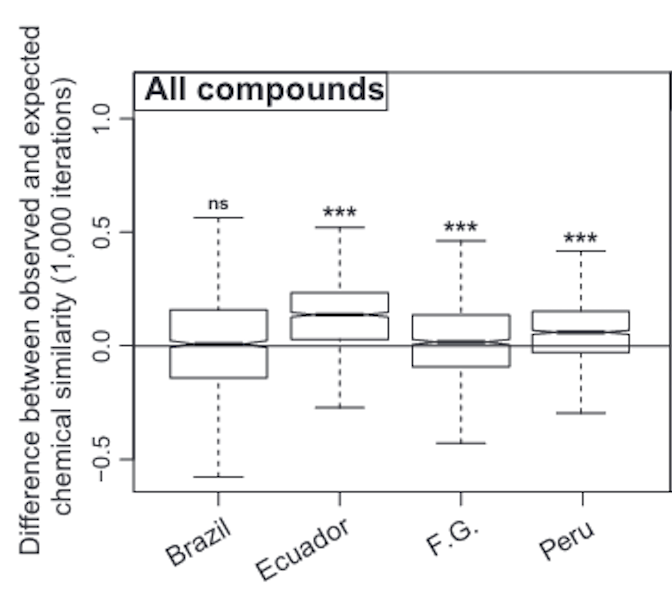 Difference between observed and expected
chemical similarity (1,000 iterations)
All compounds
1.0
0.5
0.0
−0.5
ns
***
***
***
Brazil
Ecuador
F.G.
Peru